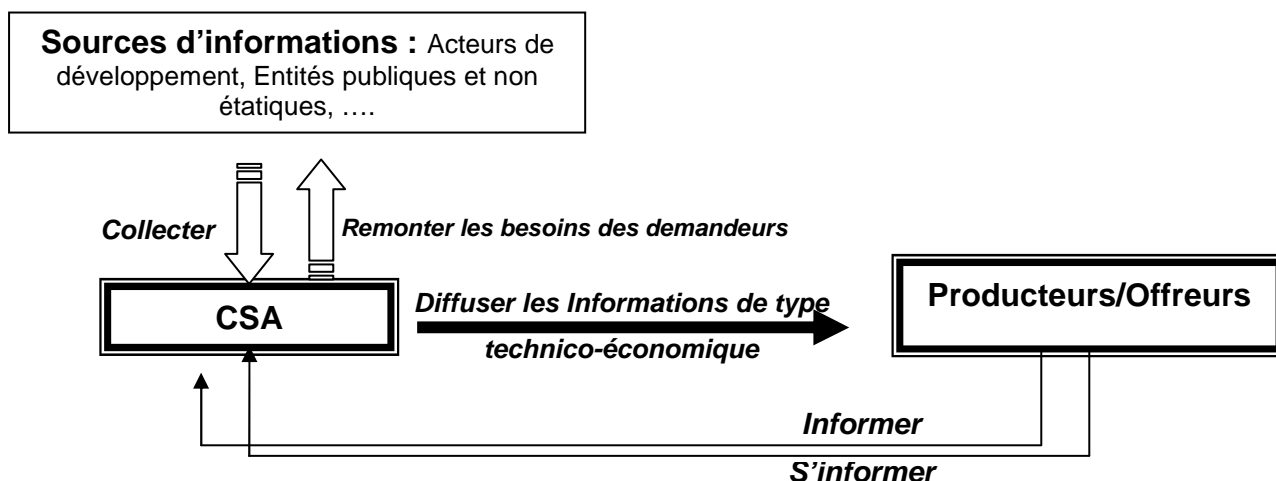 Sources d’informations : Acteurs de
développement, Entités publiques et non
étatiques, ….
Collecter
Remonter les besoins des demandeurs
CSA
Diffuser les Informations de type
technico-économique
Producteurs/Offreurs
Informer
S’informer